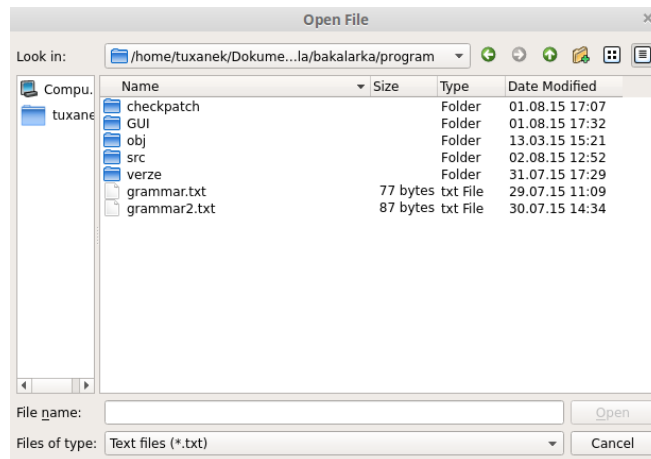 Open File
Look in: /home/tuxanek/Dokume...la/bakalarka/program
Compu.
tuxane
Name Size Type Date Modified
checkpatch Folder 01.08.15 17:07
GUI Folder 01.08.15 17:32
obj Folder 13.03.15 15:21
src Folder 02.08.15 12:52
verze Folder 31.07.15 17:29
grammar.txt 77 bytes txt File 29.07.15 11:09
grammar2.txt 87 bytes txt File 30.07.15 14:34
File name: Open
Files of type: Text files (*.txt) Cancel